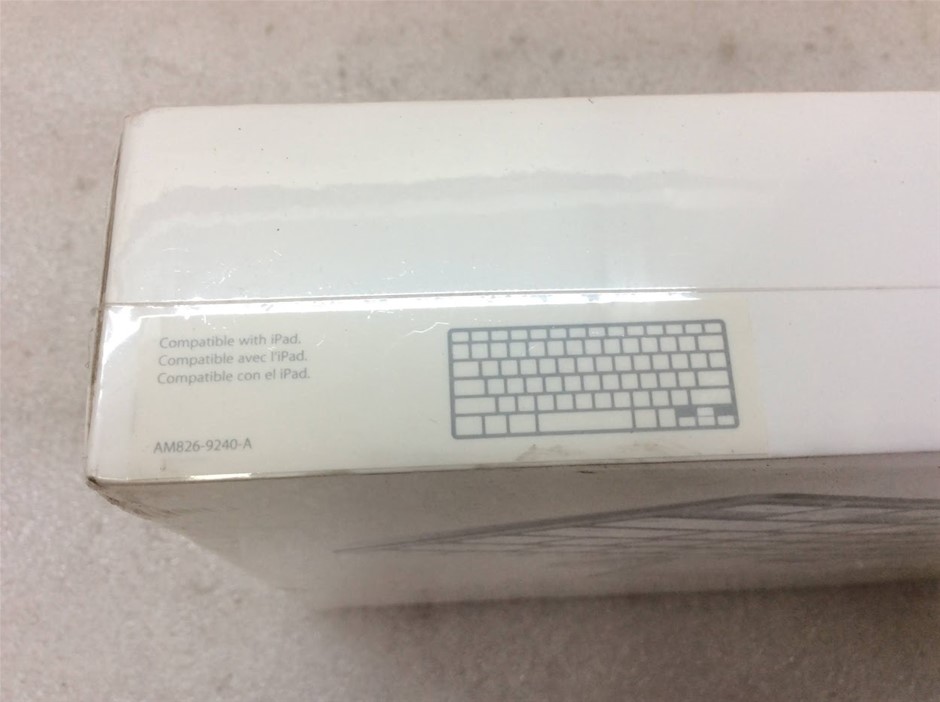 Compatible with iPad.
Compatible avec l'iPad.
Compatible con el iPad.
AM826-9240-A